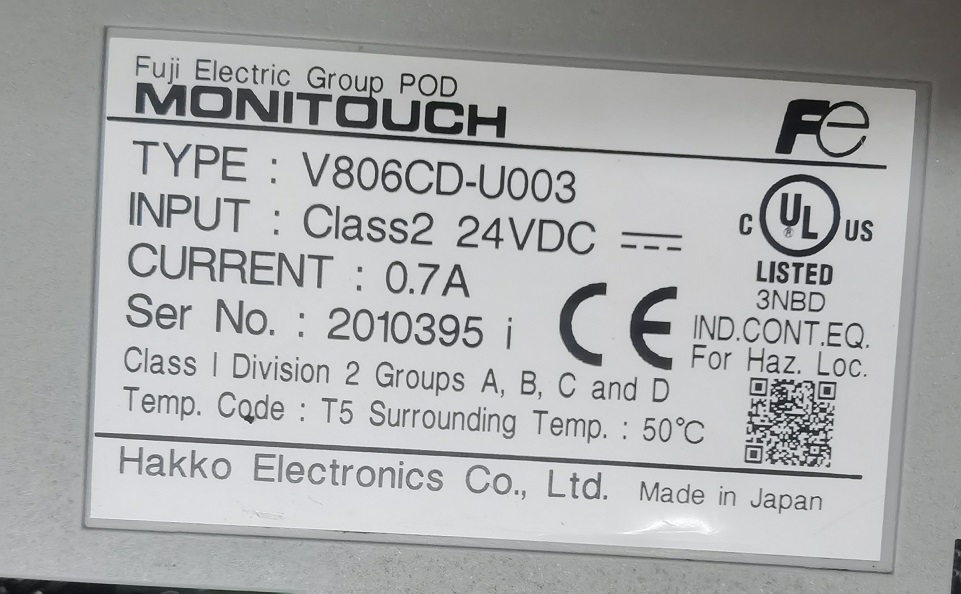 Fuji Electric Group POD
MONITOUCH
Fe
TYPE : V806CD-U003
INPUT : Class2 24VDC
CURRENT : 0.7A
Ser No. : 2010395 i
CE
C UL® US
LISTED
3NBD
IND.CONT.EQ.
For Haz. Loc.
Class I Division 2 Groups A, B, C and D
Temp. Code : T5 Surrounding Temp. : 50℃
Hakko Electronics Co., Ltd. Made in Japan